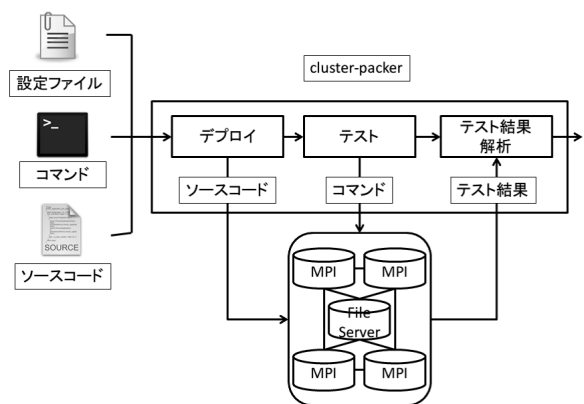 設定ファイル
>_
コマンド
SOURCE
ソースコード
cluster-packer
デプロイ
テスト
テスト結果
解析
ソースコード
コマンド
テスト結果
MPI
MPI
File
Server
MPI
MPI